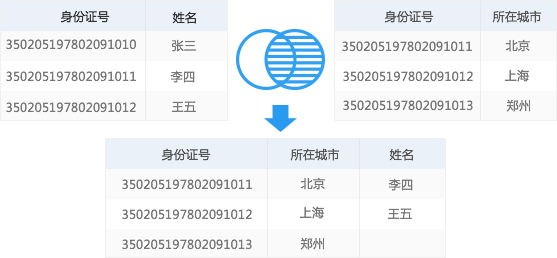 身份证号 姓名
350205197802091010 张三
350205197802091011 李四
350205197802091012 王五
身份证号 所在城市
350205197802091011 北京
350205197802091012 上海
350205197802091013 郑州
身份证号 所在城市 姓名
350205197802091011 北京 李四
350205197802091012 上海 王五
350205197802091013 郑州